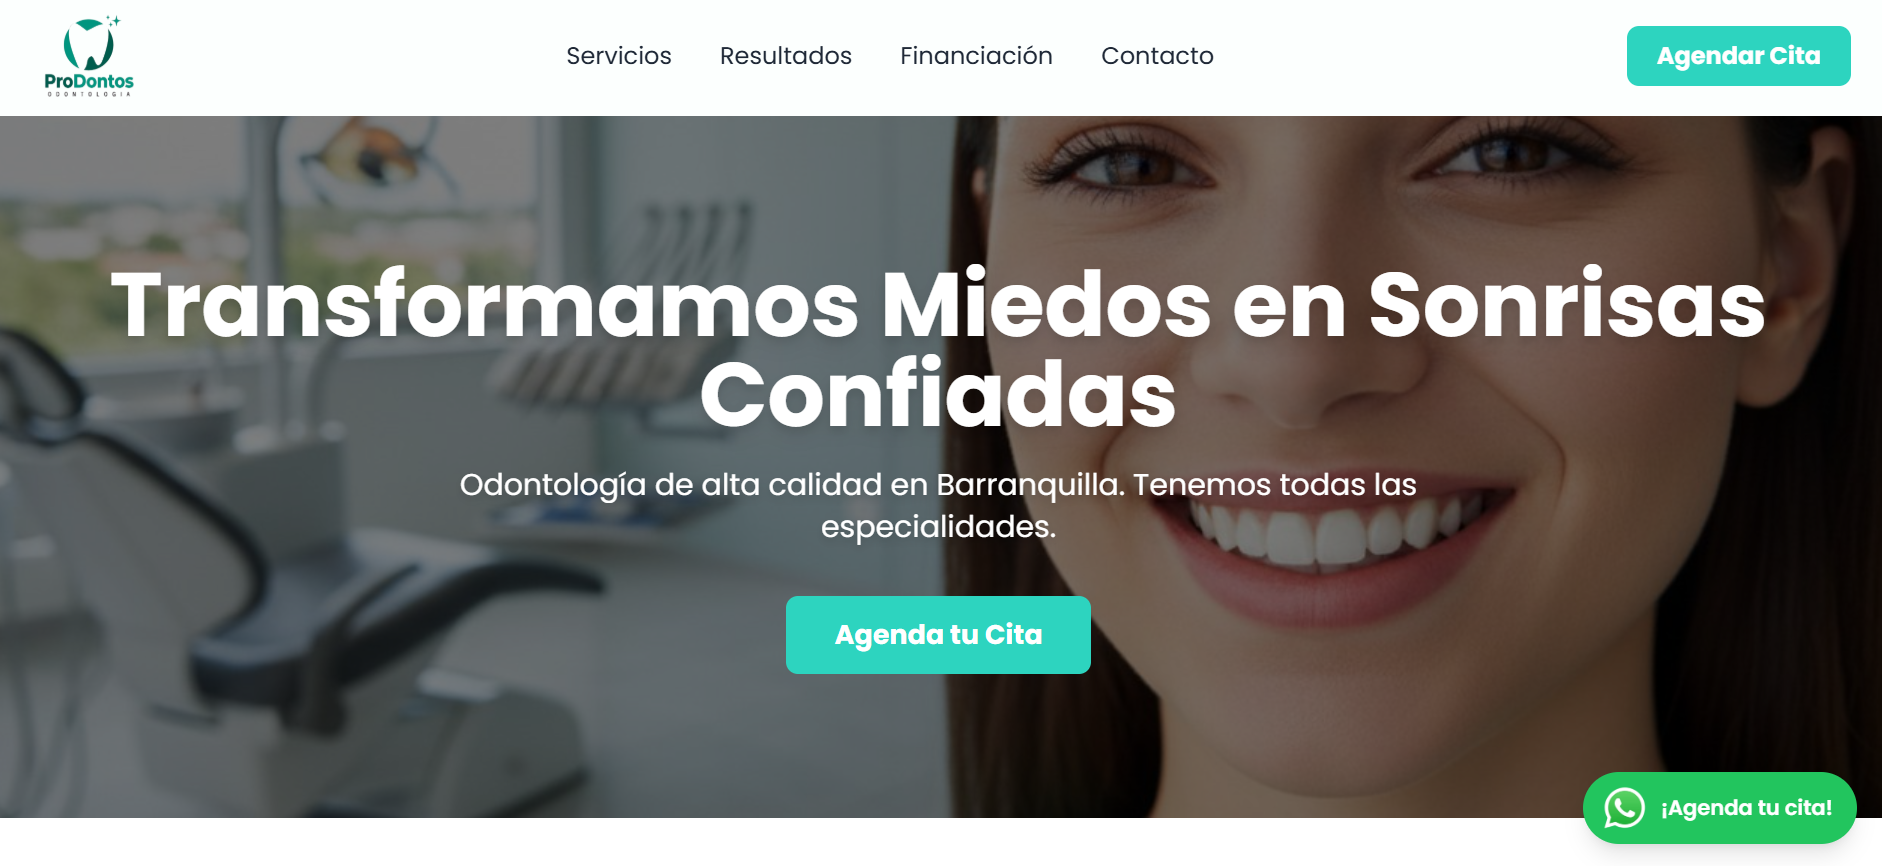 ProDontos
ODONTOLOGIA
Servicios
Resultados
Financiación
Contacto
Agendar Cita
Transformamos Miedos en Sonrisas
Confiadas
Odontología de alta calidad en Barranquilla. Tenemos todas las
especialidades.
Agenda tu Cita
¡Agenda tu cita!